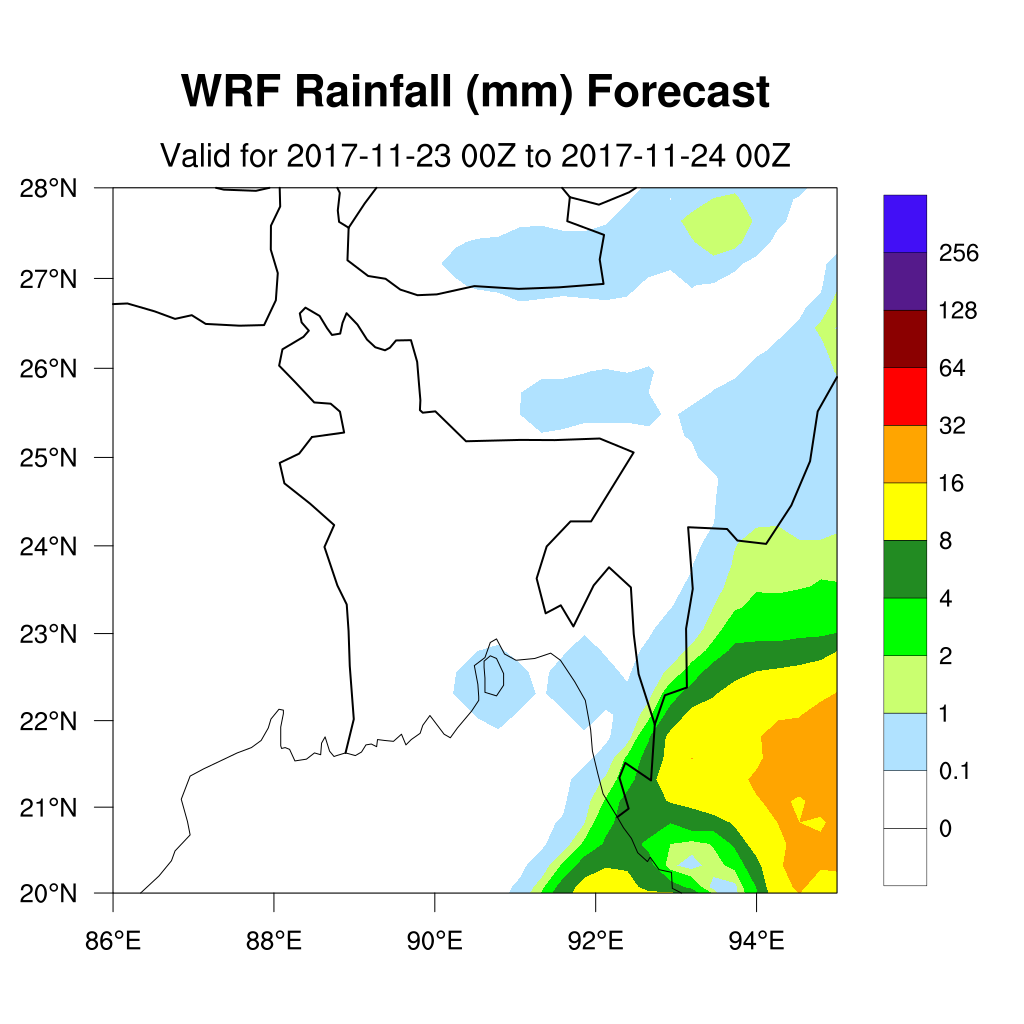 WRF Rainfall (mm) Forecast
Valid for 2017-11-23 00Z to 2017-11-24 00Z
28°N
27°N
26°N
25°N
24°N
23°N
22°N
21°N
20°N
86°E
88°E
90°E
92°E
94°E
256
128
64
32
16
8
4
2
1
0.1
0